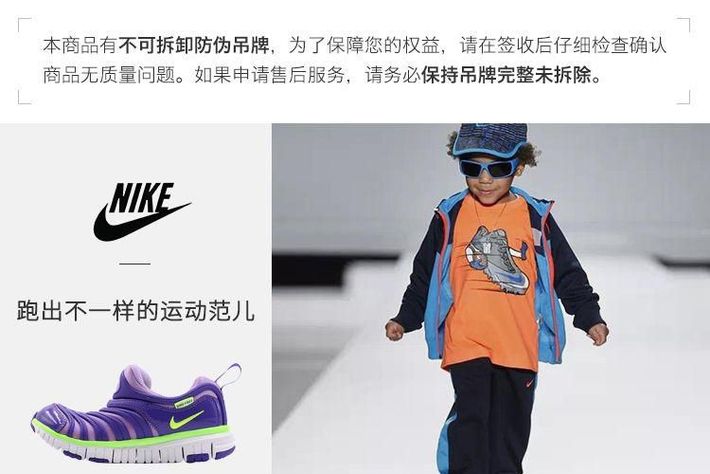 本商品有不可拆卸防伪吊牌，为了保障您的权益，请在签收后仔细检查确认
商品无质量问题。如果申请售后服务，请务必保持吊牌完整未拆除。
NIKE
跑出不一样的运动范儿